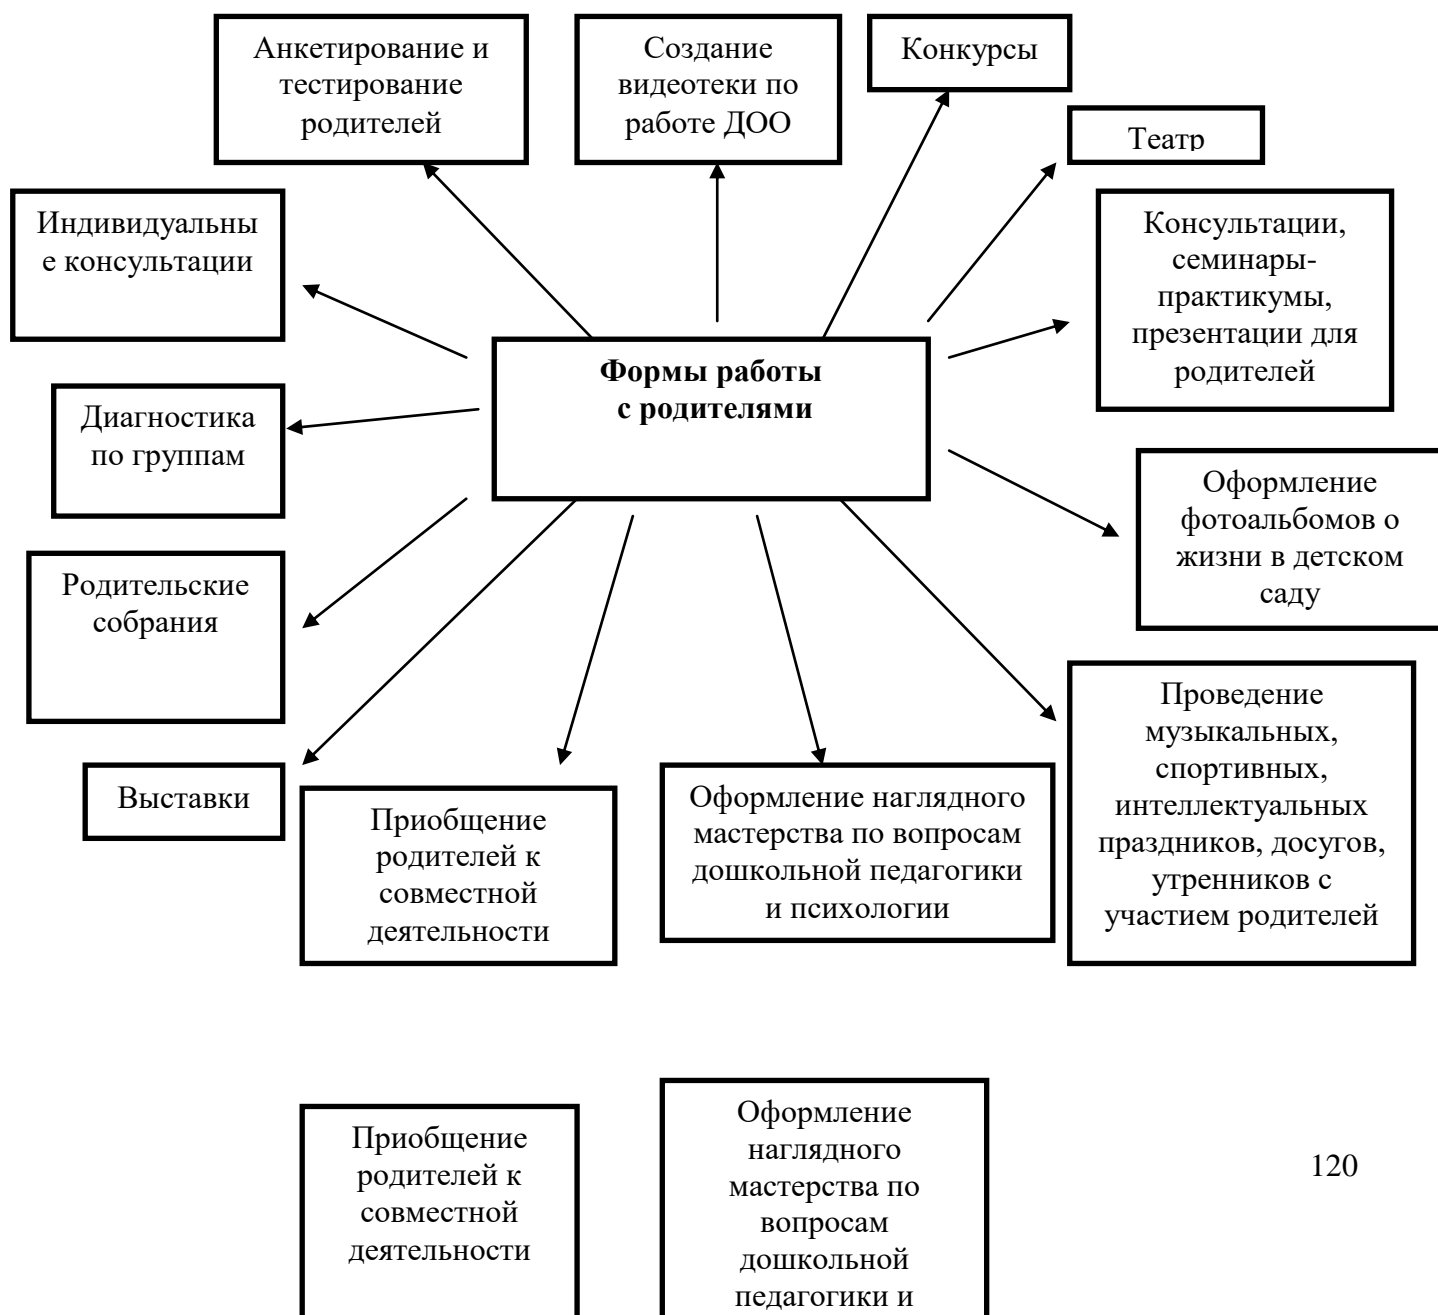 Анкетирование и
тестирование
родителей
Создание
видеотеки по
работе ДОО
Конкурсы
Театр
Индивидуальны
е консультации
Консультации,
семинары-
практикумы,
презентации для
родителей
Формы работы
с родителями
Диагностика
по группам
Оформление
фотоальбомов о
жизни в детском
саду
Родительские
собрания
Проведение
музыкальных,
спортивных,
интеллектуальных
праздников, досугов,
утренников с
участием родителей
Выставки
Приобщение
родителей к
совместной
деятельности
Оформление наглядного
мастерства по вопросам
дошкольной педагогики
и психологии
Приобщение
родителей к
совместной
деятельности
Оформление
наглядного
мастерства по
вопросам
дошкольной
педагогики и
120